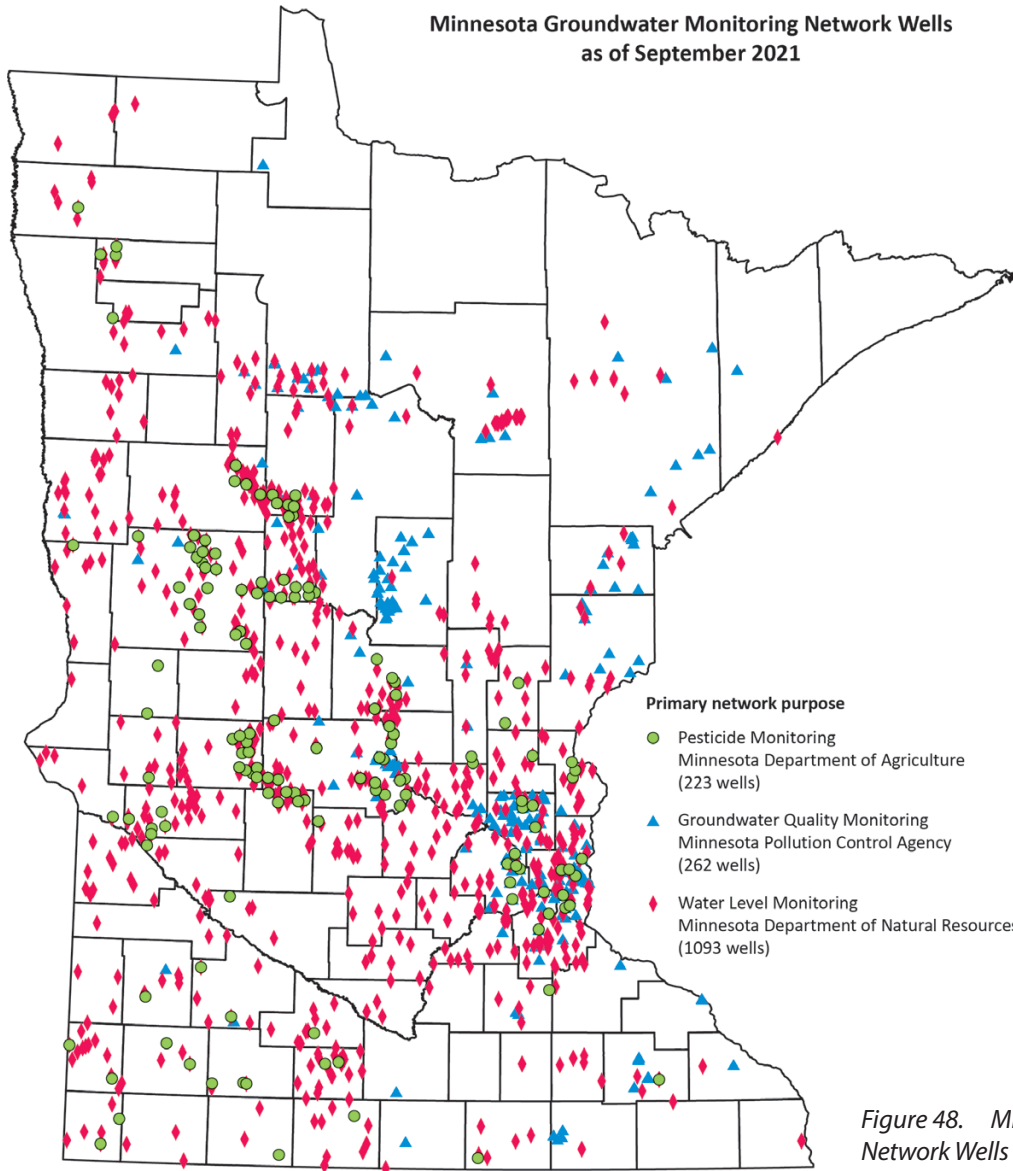 Minnesota Groundwater Monitoring Network Wells
as of September 2021
Primary network purpose
Pesticide Monitoring
Minnesota Department of Agriculture
(223 wells)
Groundwater Quality Monitoring
Minnesota Pollution Control Agency
(262 wells)
Water Level Monitoring
Minnesota Department of Natural Resources
(1093 wells)
Figure 48. Mi
Network Wells